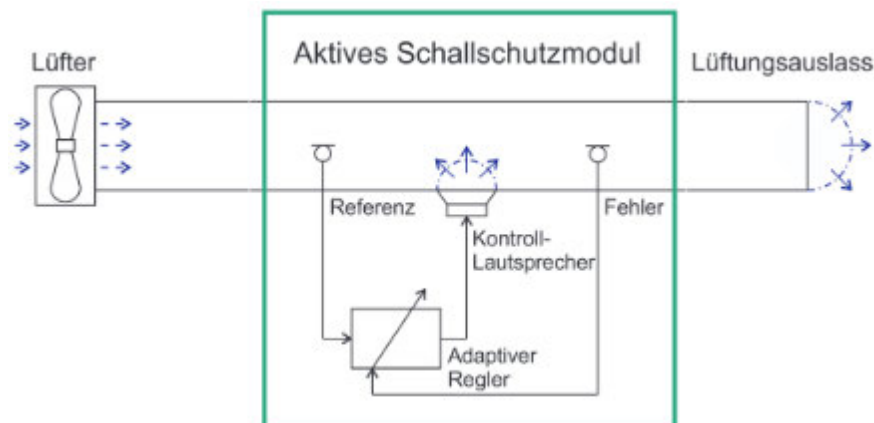 Aktives Schallschutzmodul
Lüfter
Lüftungsauslass
Referenz
Fehler
Kontroll-
Lautsprecher
Adaptiver
Regler